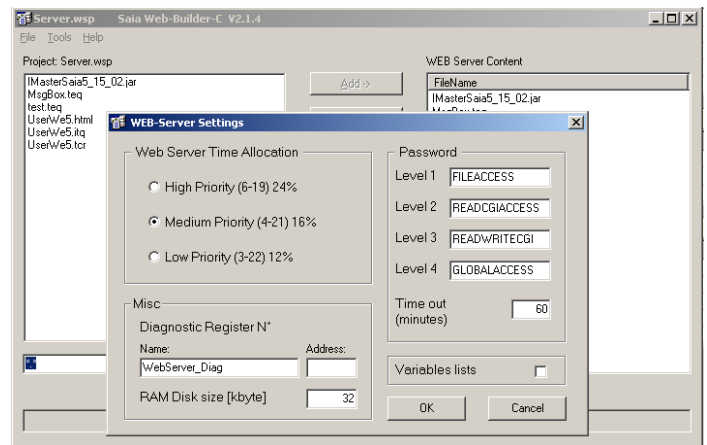 Server.wsp Saia Web-Builder-C V2.1.4
File Tools Help
Project: Server.wsp
WEB Server Content
IMasterSaia5_15_02.jar
MsgBox.teq
test.teq
UserWe5.html
UserWe5.itq
UserWe5.tcr
Add ->
FileName
IMasterSaia5_15_02.jar
WEB-Server Settings
Web Server Time Allocation
High Priority (6-19) 24%
Medium Priority (4-21) 16%
Low Priority (3-22) 12%
Misc
Diagnostic Register N°
Name: Address:
WebServer_Diag
RAM Disk size [kbyte] 32
Password
Level 1 FILEACCESS
Level 2 READCGIACCESS
Level 3 READWRITECGI
Level 4 GLOBALACCESS
Time out
(minutes) 60
Variables lists
OK Cancel